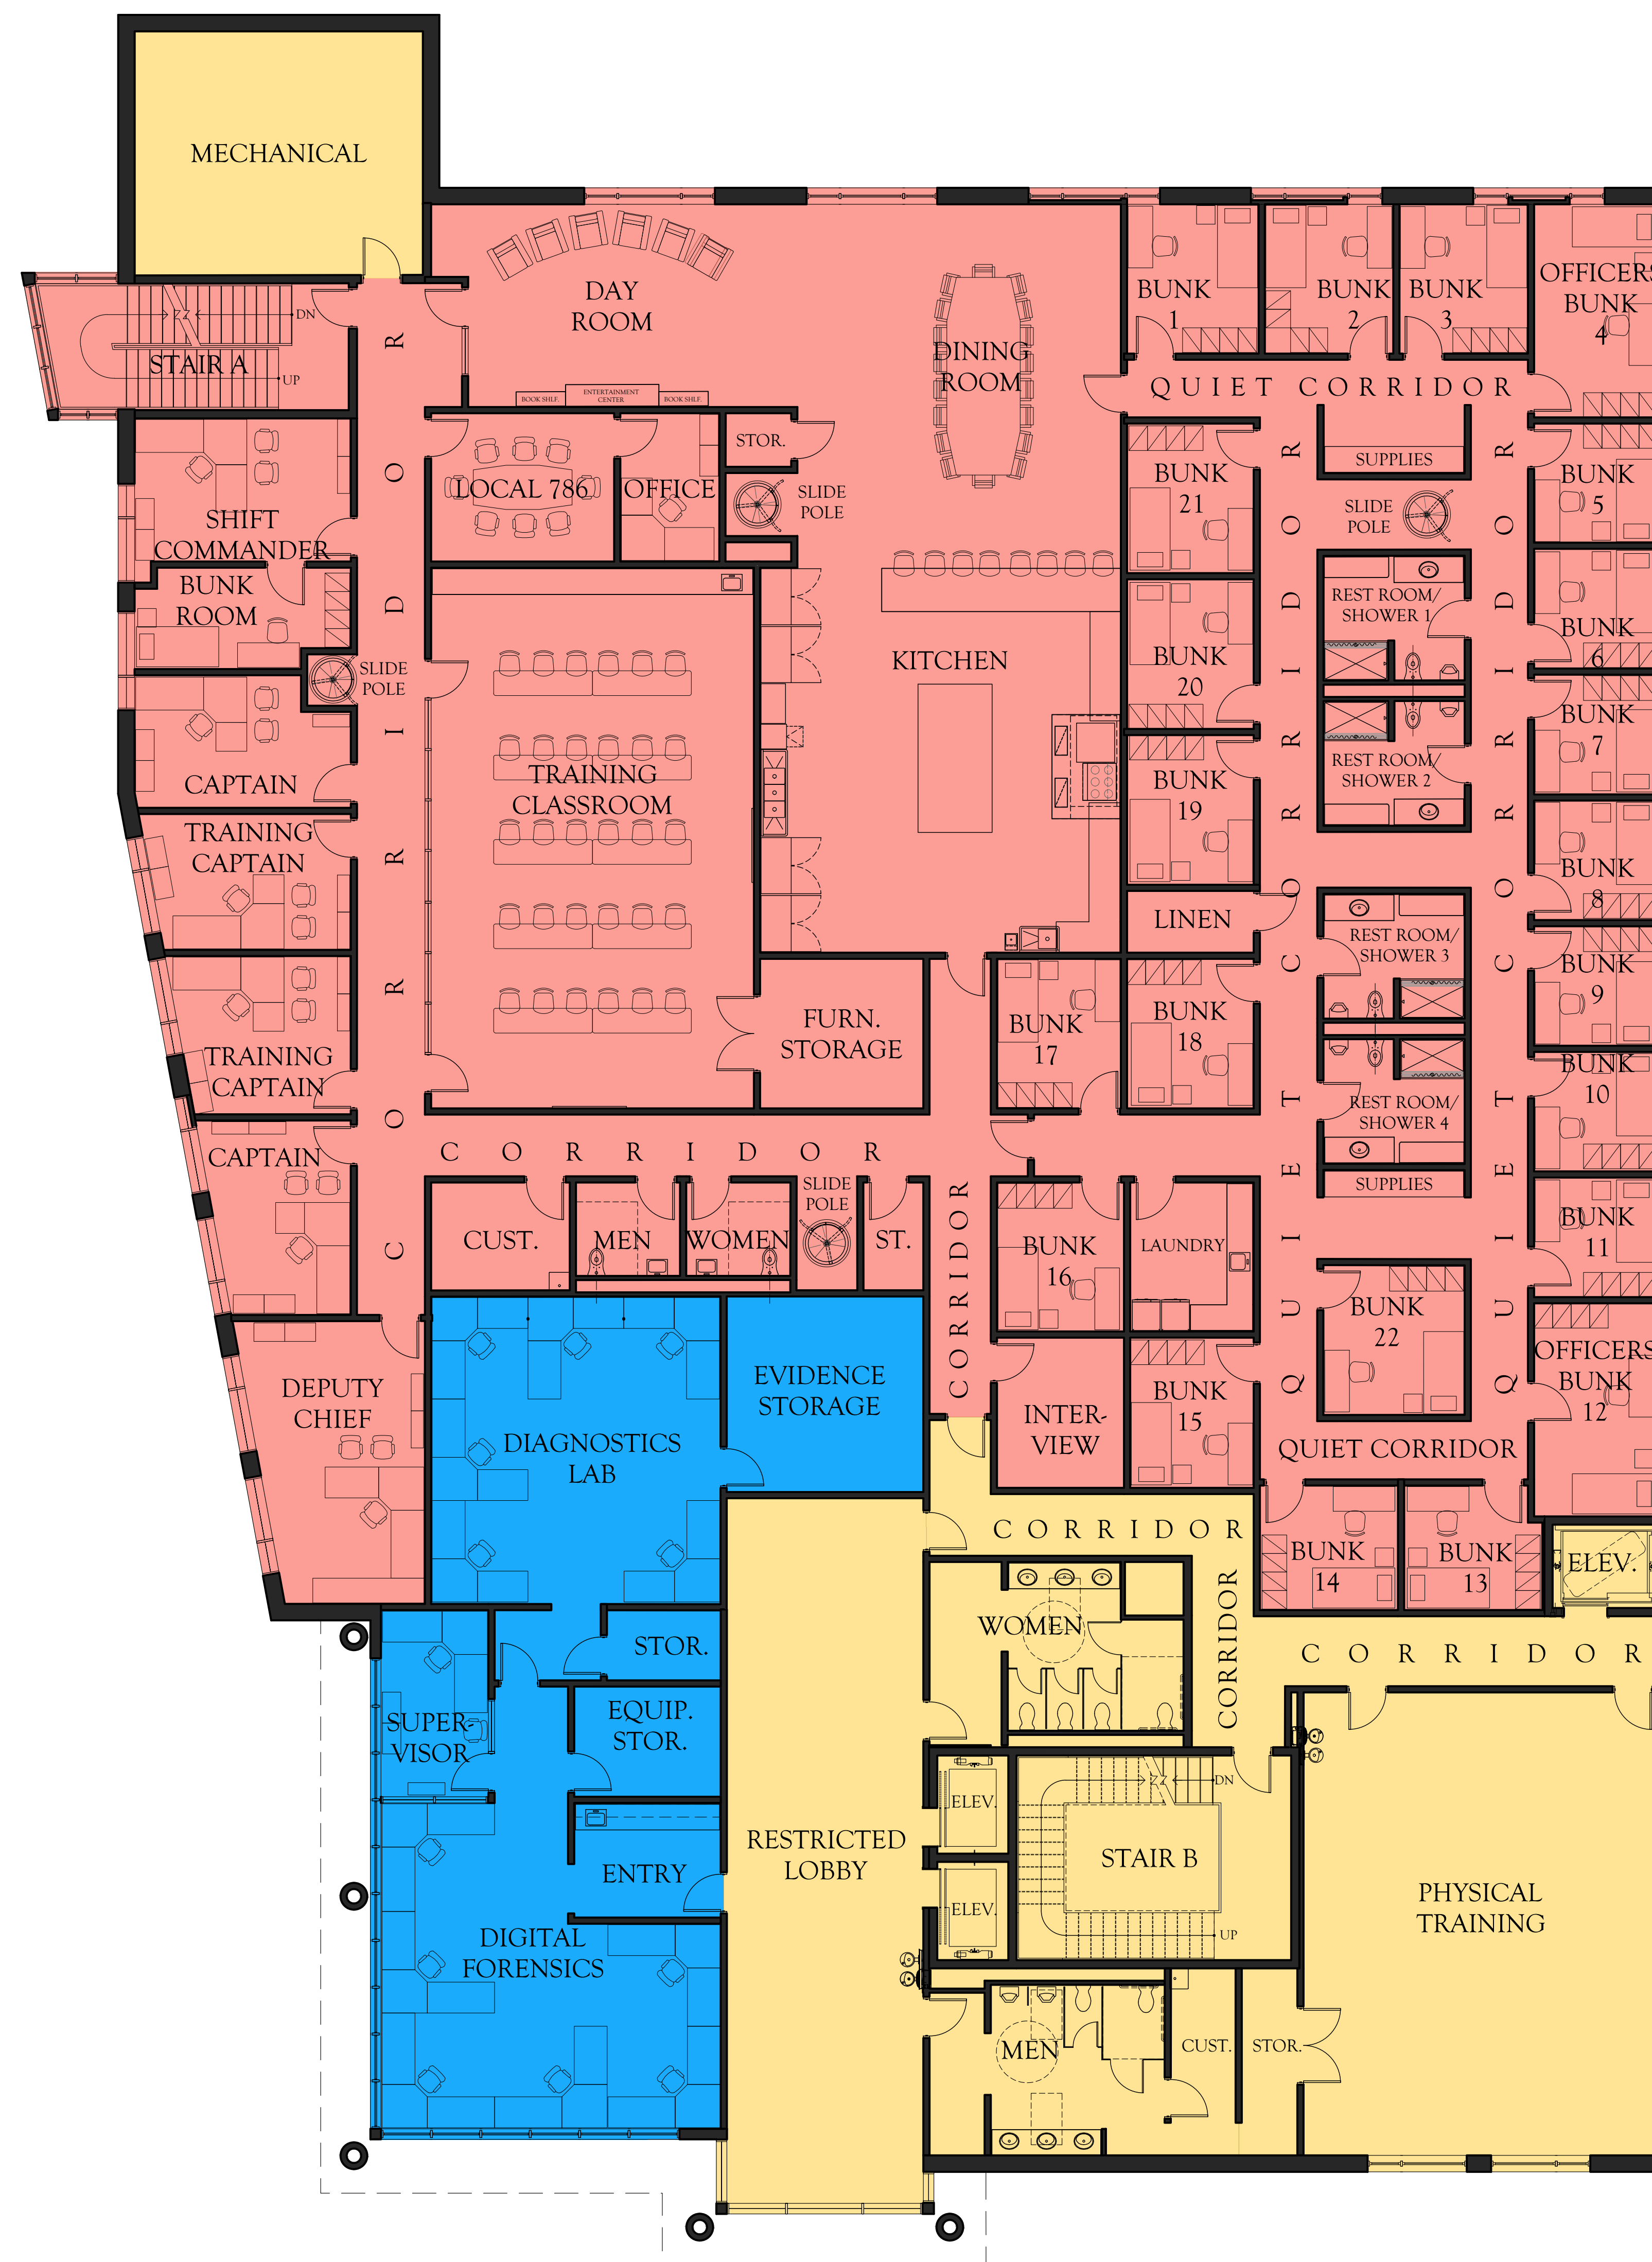 MECHANICAL
DAY
ROOM
DINING
ROOM
BUNK
1
BUNK
2
BUNK
3
OFFICERS
BUNK
4
DN
STAIR A
UP
BOOK SHLF.
ENTERTAINMENT
CENTER
BOOK SHLF.
QUIET CORRIDOR
CORRIDOR
STOR.
LOCAL 786
OFFICE
SLIDE
POLE
SHIFT
COMMANDER
BUNK
ROOM
SLIDE
POLE
CAPTAIN
TRAINING
CAPTAIN
TRAINING
CAPTAIN
CAPTAIN
DEPUTY
CHIEF
TRAINING
CLASSROOM
KITCHEN
FURN.
STORAGE
BUNK
21
BUNK
20
BUNK
19
LINEN
BUNK
18
BUNK
17
SUPPLIES
SLIDE
POLE
REST ROOM/
SHOWER 1
REST ROOM/
SHOWER 2
REST ROOM/
SHOWER 3
REST ROOM/
SHOWER 4
SUPPLIES
QUIET CORRIDOR
QUIET CORRIDOR
BUNK
5
BUNK
6
BUNK
7
BUNK
8
BUNK
9
BUNK
10
BUNK
11
OFFICERS
BUNK
12
CORRIDOR
CUST.
MEN
WOMEN
SLIDE
POLE
ST.
CORRIDOR
BUNK
16
LAUNDRY
BUNK
22
INTER-
VIEW
BUNK
15
QUIET CORRIDOR
BUNK
14
BUNK
13
ELEV.
DIAGNOSTICS
LAB
EVIDENCE
STORAGE
CORRIDOR
WOMEN
CORRIDOR
CORRIDOR
STOR.
SUPER-
VISOR
EQUIP.
STOR.
ENTRY
DIGITAL
FORENSICS
RESTRICTED
LOBBY
ELEV.
ELEV.
DN
STAIR B
UP
PHYSICAL
TRAINING
MEN
CUST.
STOR.